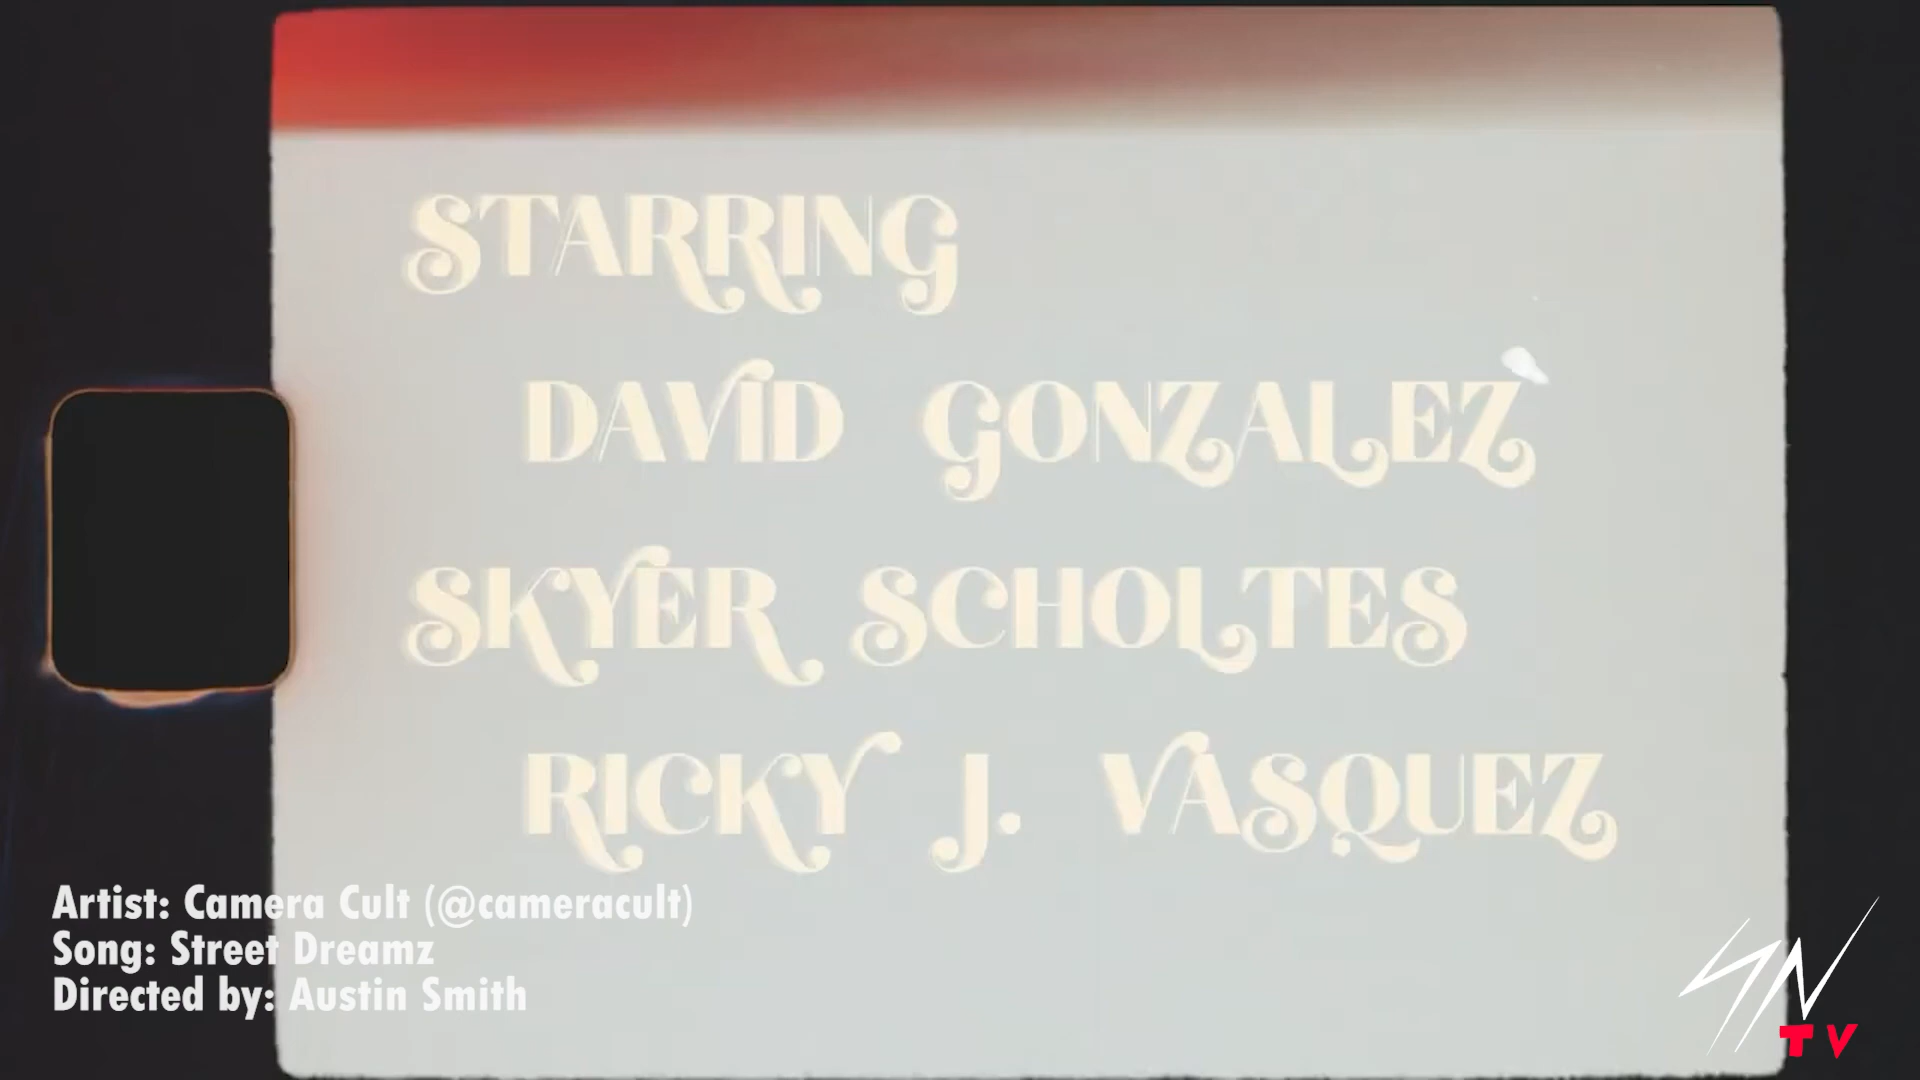 STARRING
DAVID GONZALEZ
SKYER SCHOLTES
RICKY J. VASQUEZ
Artist: Camera Cult (@cameracult)
Song: Street Dreamz
Directed by: Austin Smith
SN
TV